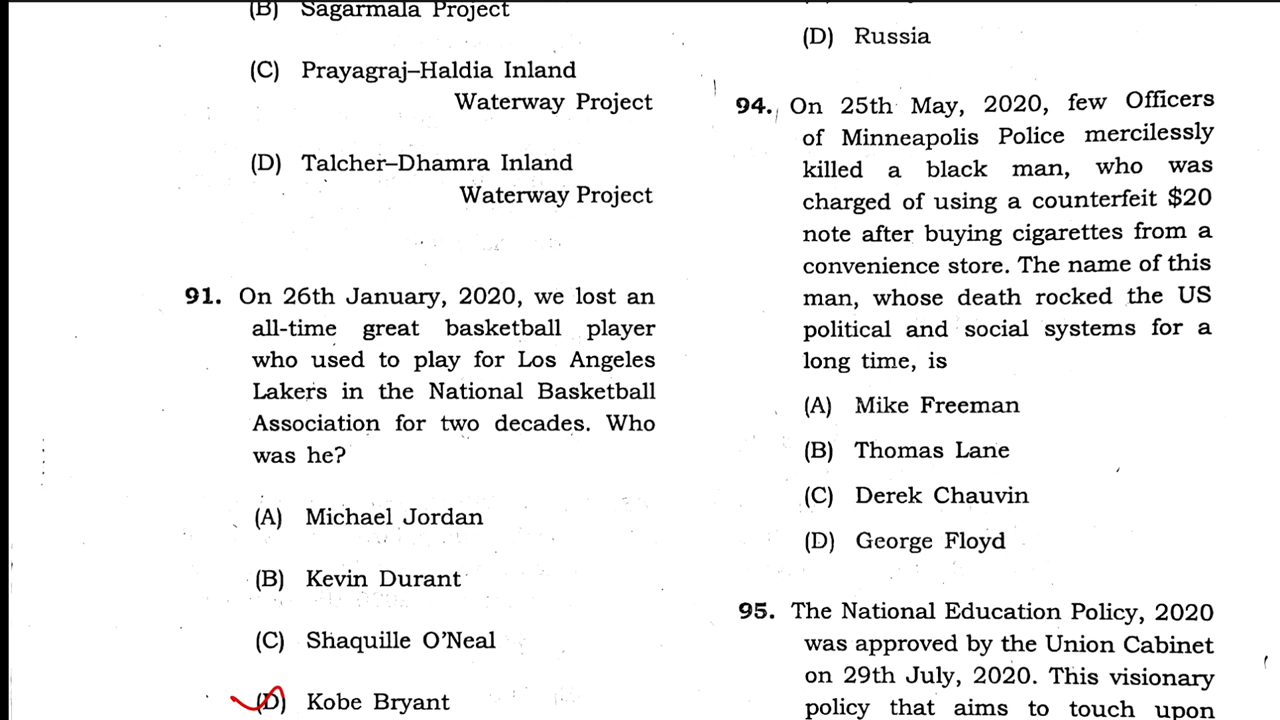 (B) Sagarmala Project
(C) Prayagraj–Haldia Inland
Waterway Project
(D) Talcher–Dhamra Inland
Waterway Project
91. On 26th January, 2020, we lost an
all-time great basketball player
who used to play for Los Angeles
Lakers in the National Basketball
Association for two decades. Who
was he?
(A) Michael Jordan
(B) Kevin Durant
(C) Shaquille O’Neal
(D) Kobe Bryant
(D) Russia
94. On 25th May, 2020, few Officers
of Minneapolis Police mercilessly
killed a black man, who was
charged of using a counterfeit $20
note after buying cigarettes from a
convenience store. The name of this
man, whose death rocked the US
political and social systems for a
long time, is
(A) Mike Freeman
(B) Thomas Lane
(C) Derek Chauvin
(D) George Floyd
95. The National Education Policy, 2020
was approved by the Union Cabinet
on 29th July, 2020. This visionary
policy that aims to touch upon